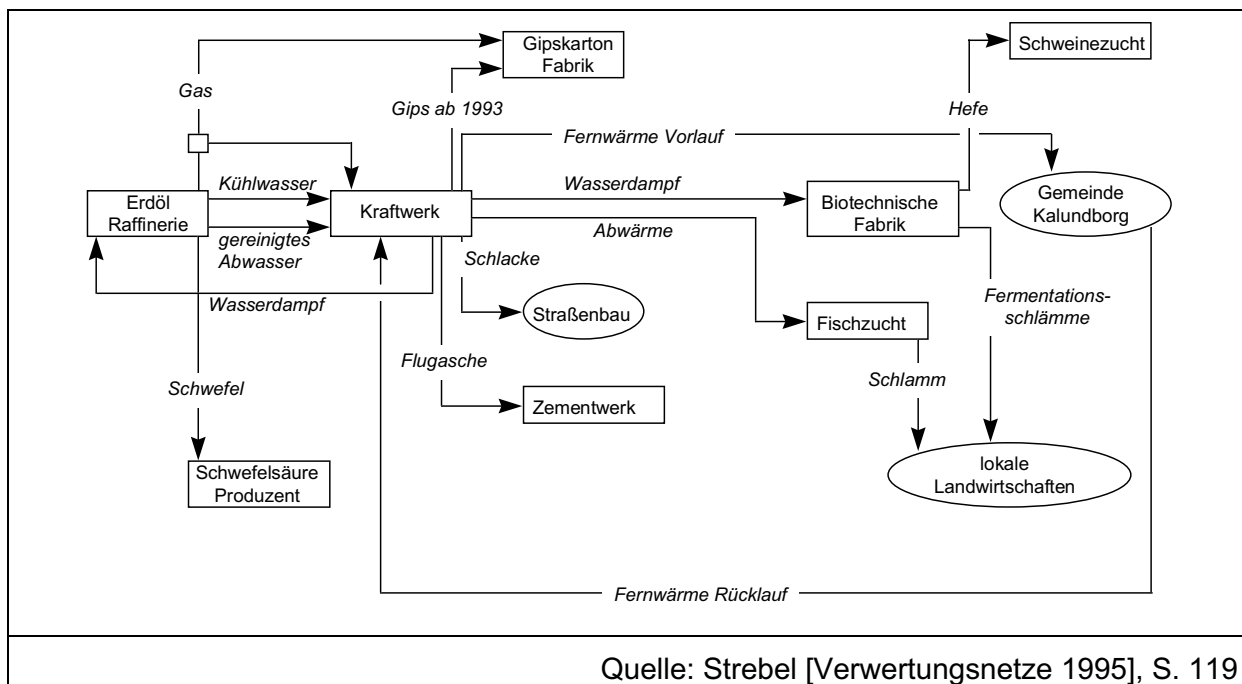 Gipskarton
Fabrik
Schweinezucht
Gas
Gips ab 1993
Hefe
Fernwärme Vorlauf
Kühlwasser
Wasserdampf
Erdöl
Raffinerie
Kraftwerk
Biotechnische
Fabrik
Gemeinde
Kalundborg
gereinigtes
Abwasser
Abwärme
Schlacke
Wasserdampf
Straßenbau
Fischzucht
Fermentations-
schlämme
Flugasche
Schlamm
Schwefel
Zementwerk
Schwefelsäure
Produzent
lokale
Landwirtschaften
Fernwärme Rücklauf
Quelle: Strebel [Verwertungsnetze 1995], S. 119